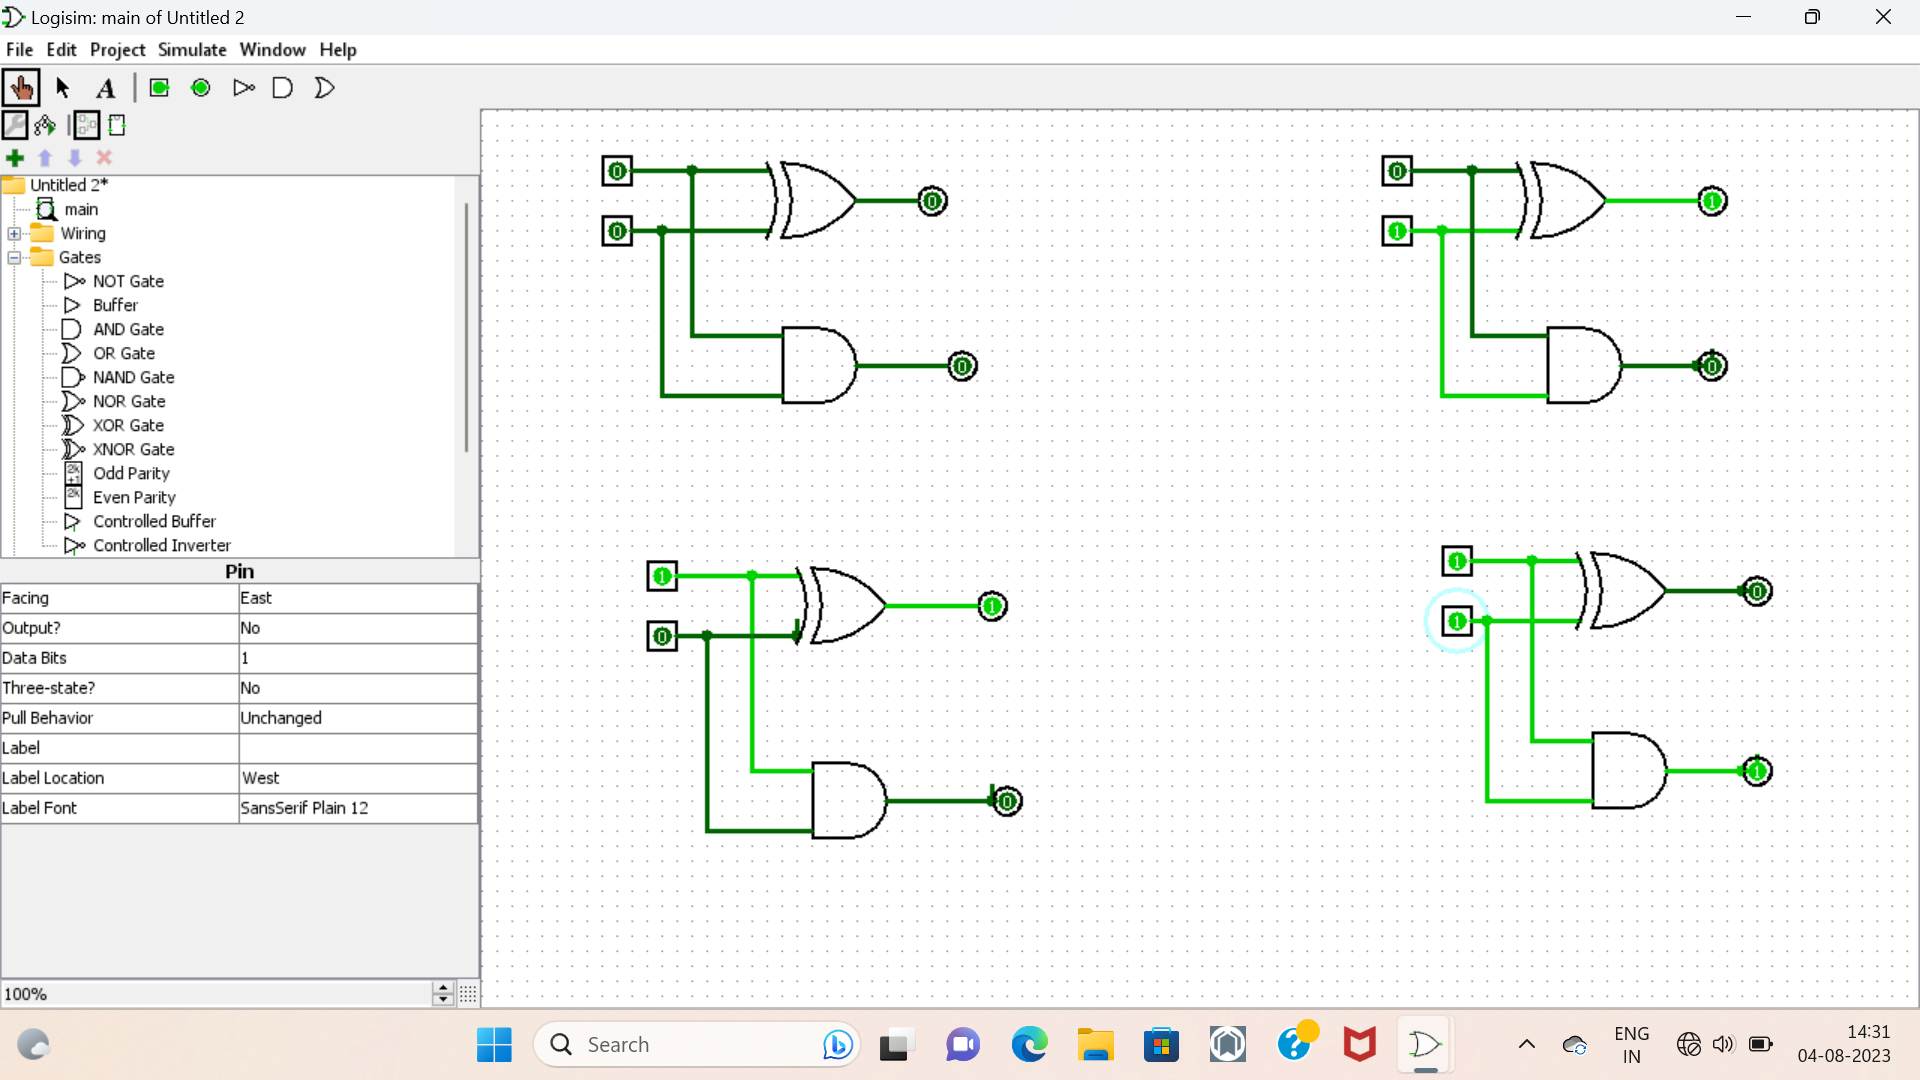 Logisim: main of Untitled 2
File Edit Project Simulate Window Help
A
Untitled 2*
main
Wiring
Gates
NOT Gate
Buffer
AND Gate
OR Gate
NAND Gate
NOR Gate
XOR Gate
XNOR Gate
2k+1 Odd Parity
2k Even Parity
Controlled Buffer
Controlled Inverter
Pin
Facing East
Output? No
Data Bits 1
Three-state? No
Pull Behavior Unchanged
Label
Label Location West
Label Font SansSerif Plain 12
100%
0 0
0
0
0 1
1
0
1 1
0
0
1 0
1
1
Search
ENG
IN
14:31
04-08-2023